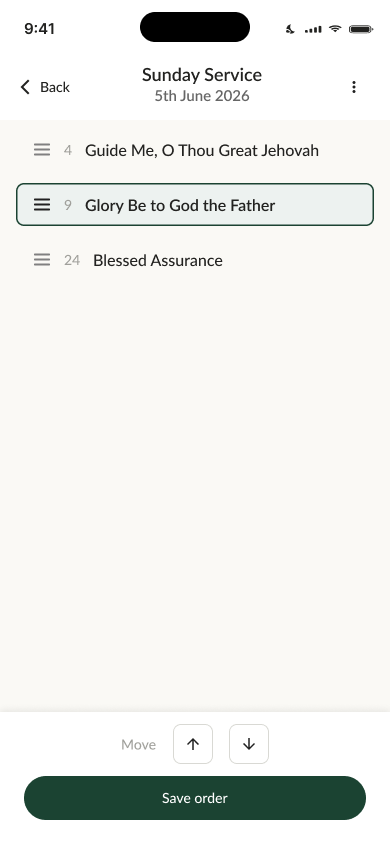 9:41
Back
Sunday Service
5th June 2026
4 Guide Me, O Thou Great Jehovah
9 Glory Be to God the Father
24 Blessed Assurance
Move
Save order